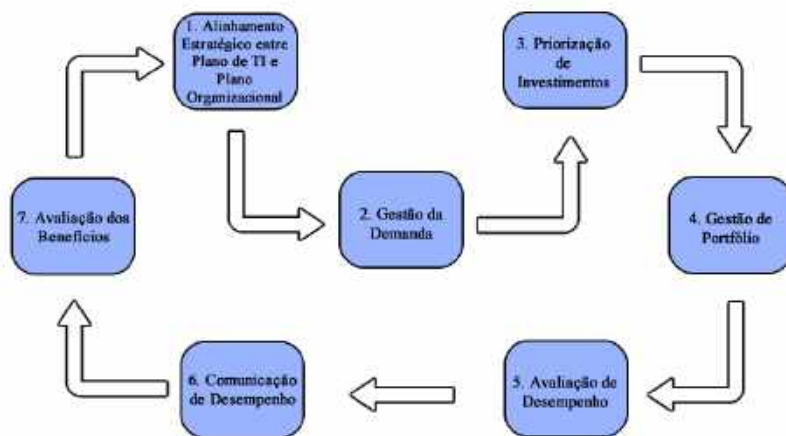 1. Alinhamento
Estratégico entre
Plano de TI e
Plano
Organizacional
2. Gestão da
Demanda
3. Priorização
de
Investimentos
4. Gestão de
Portfólio
5. Avaliação de
Desempenho
6. Comunicação
de Desempenho
7. Avaliação dos
Benefícios